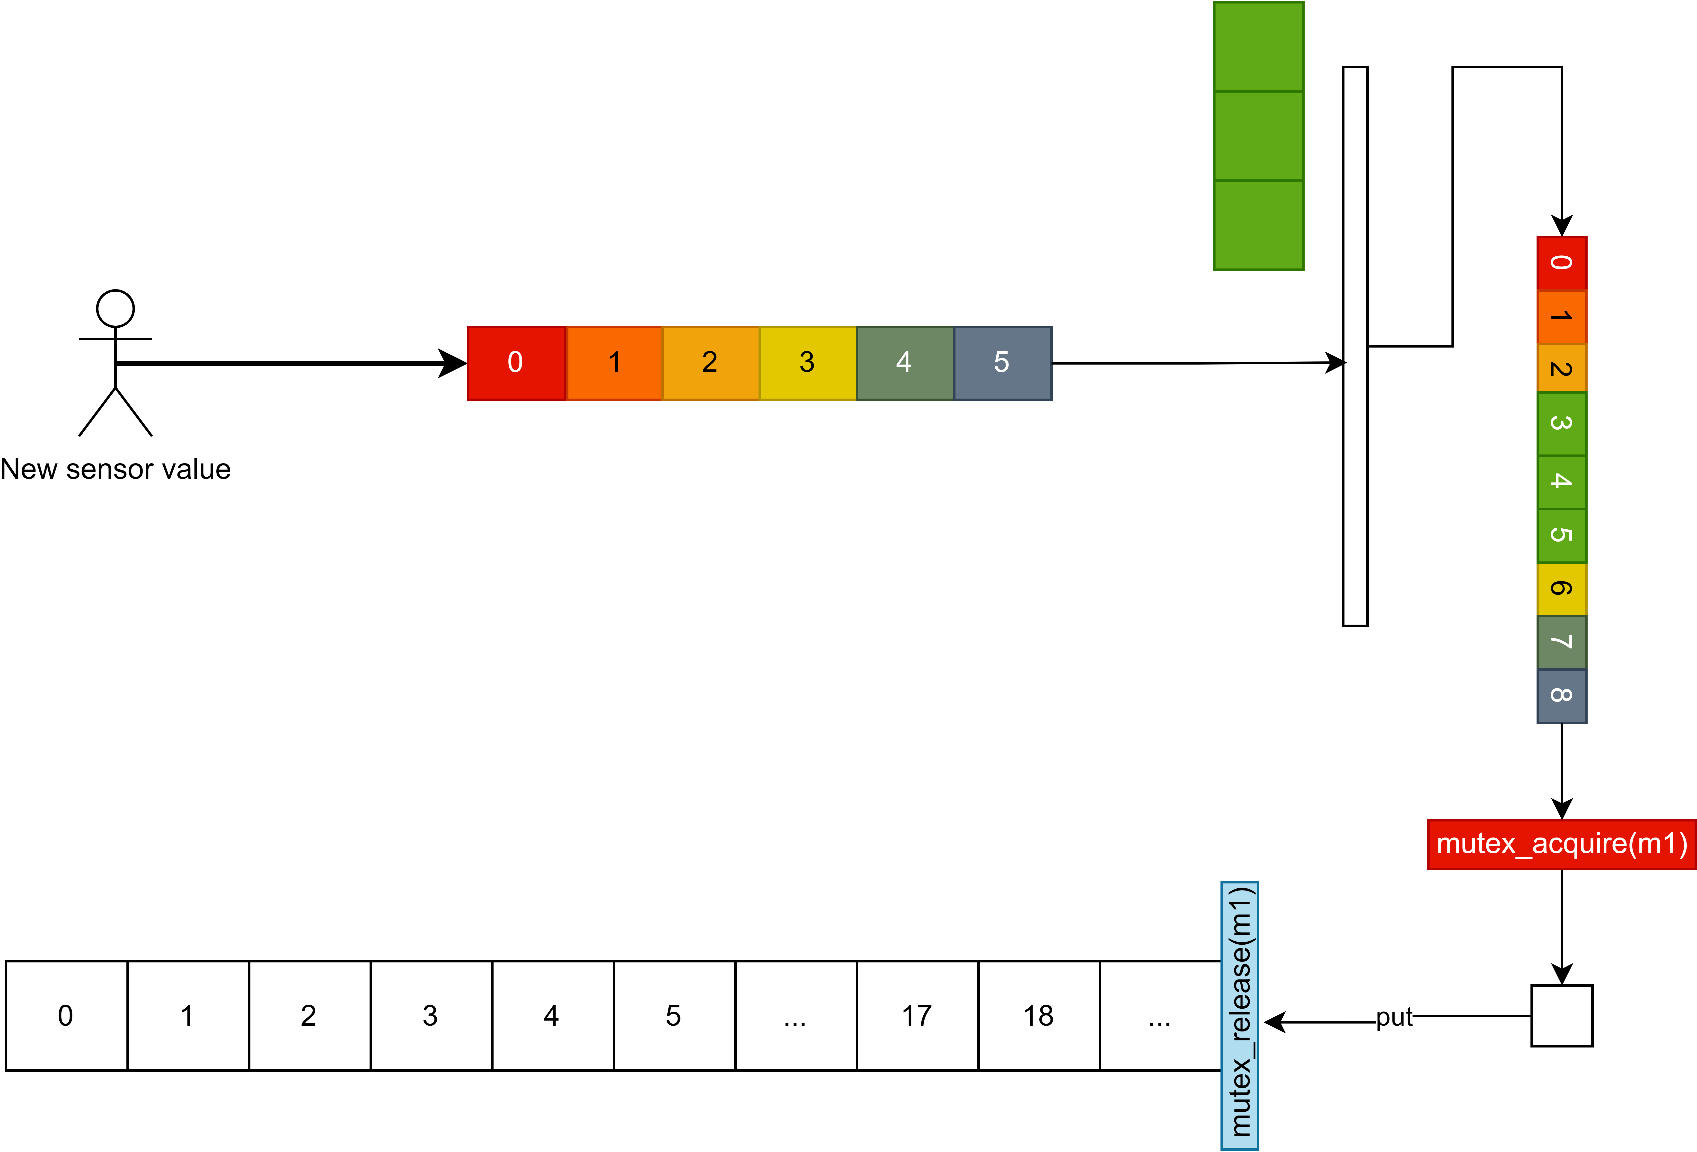 0 1 2 3 4 5
New sensor value
0
1
2
3
4
5
6
7
8
mutex_acquire(m1)
put
mutex_release(m1)
0 1 2 3 4 5 ... 17 18 ...